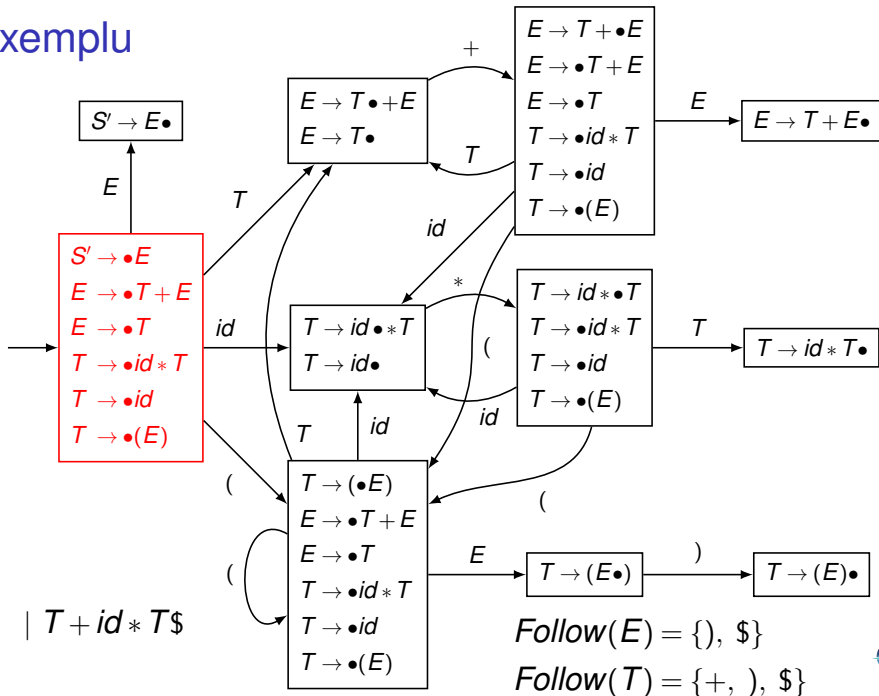 xemplu
S′ → E•
E
S′ → •E
E → •T + E
E → •T
T → •id * T
T → •id
T → •(E)
T
id
(
E → T• + E
E → T•
+
T
E → T + •E
E → •T + E
E → •T
T → •id * T
T → •id
T → •(E)
E
E → T + E•
id
(
T → id• * T
T → id•
*
id
T → id * •T
T → •id * T
T → •id
T → •(E)
T
T → id * T•
(
T
id
(
T → (•E)
E → •T + E
E → •T
T → •id * T
T → •id
T → •(E)
E
T → (E•)
)
T → (E)•
| T + id * T$
Follow(E) = {), $}
Follow(T) = {+, ), $}